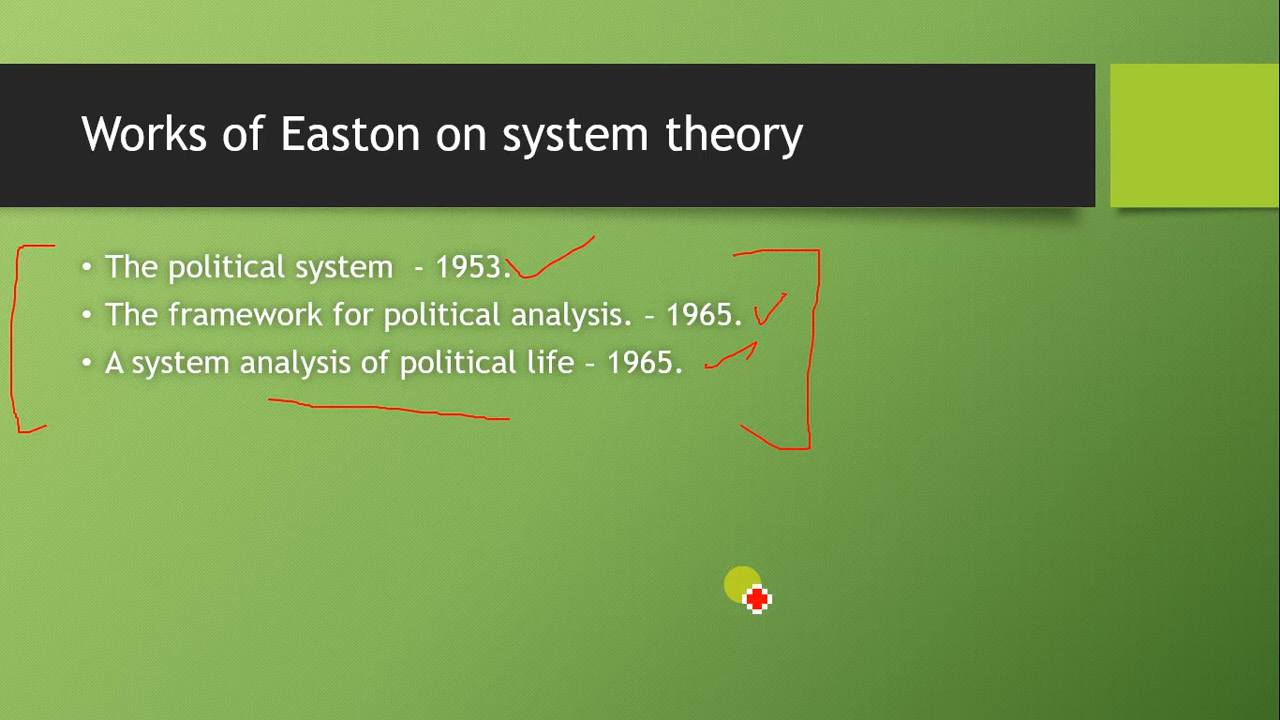 Works of Easton on system theory
• The political system - 1953.
• The framework for political analysis. – 1965.
• A system analysis of political life – 1965.